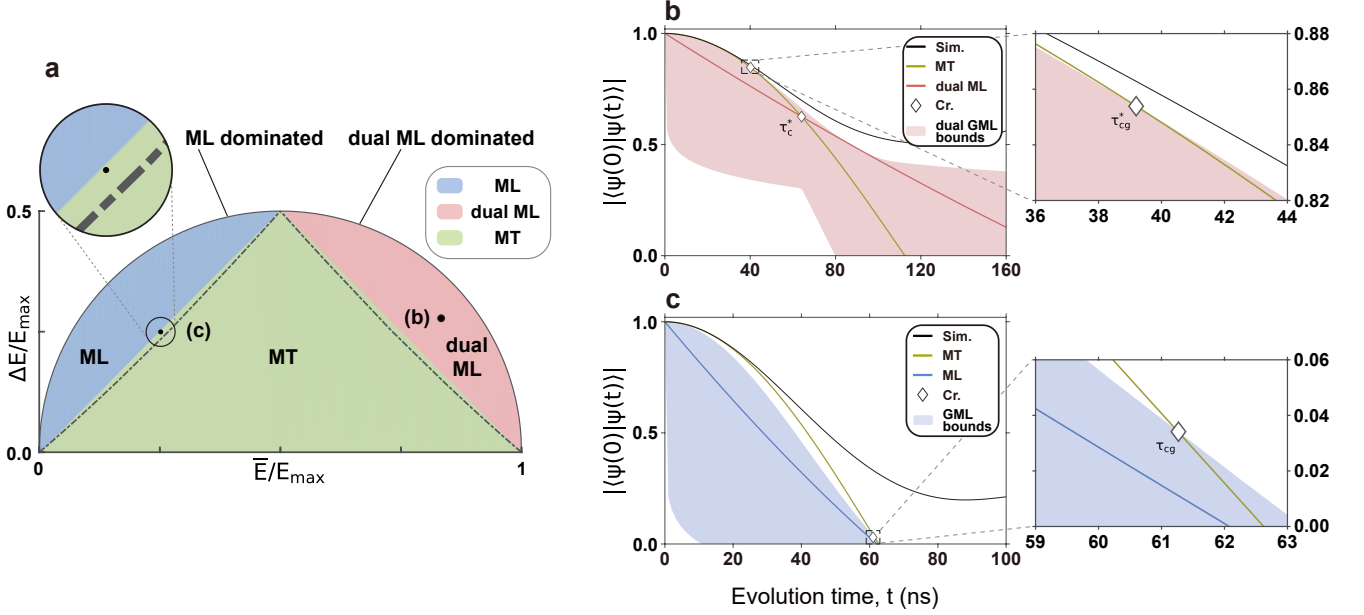 a
ML dominated
dual ML dominated
ML
dual ML
MT
0.5
0.0
ΔE/E_max
(c)
(b)
ML
MT
dual
ML
0
1
E̅/E_max
b
1.0
0.5
0.0
|⟨ψ(0)|ψ(t)⟩|
Sim.
MT
dual ML
Cr.
dual GML
bounds
τ*_c
0
40
80
120
160
0.88
0.86
0.84
0.82
τ*_cg
36
38
40
42
44
c
1.0
0.5
0.0
|⟨ψ(0)|ψ(t)⟩|
Sim.
MT
ML
Cr.
GML
bounds
0
20
40
60
80
100
0.06
0.04
0.02
0.00
τ_cg
59
60
61
62
63
Evolution time, t (ns)